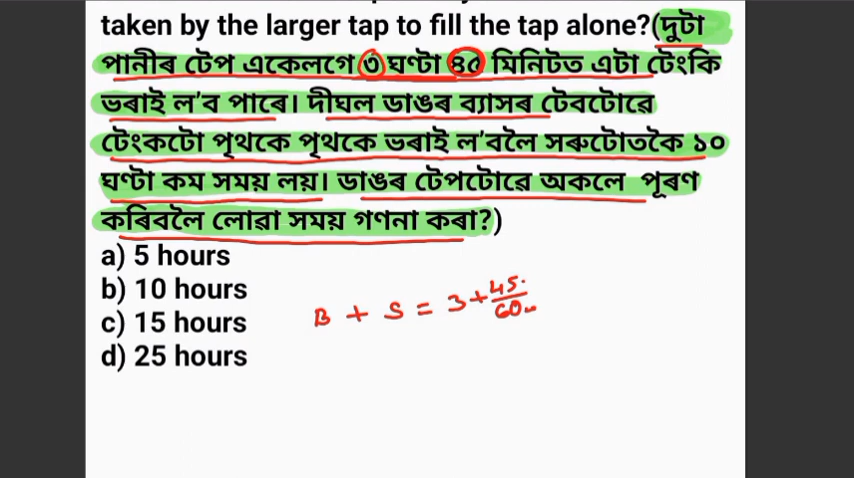 taken by the larger tap to fill the tap alone?(দুটা
পানীৰ টেপ একেলগে ৩ ঘণ্টা ৪৫ মিনিটত এটা টেংকি
ভৰাই ল'ব পাৰে। দীঘল ডাঙৰ ব্যাসৰ টেবটোৱে
টেংকটো পৃথকে পৃথকে ভৰাই ল'বলৈ সৰুটোতকৈ ১০
ঘণ্টা কম সময় লয়। ডাঙৰ টেপটোৱে অকলে পূৰণ
কৰিবলৈ লোৱা সময় গণনা কৰা?)
a) 5 hours
b) 10 hours
c) 15 hours
d) 25 hours
B + S = 3 + 45/60